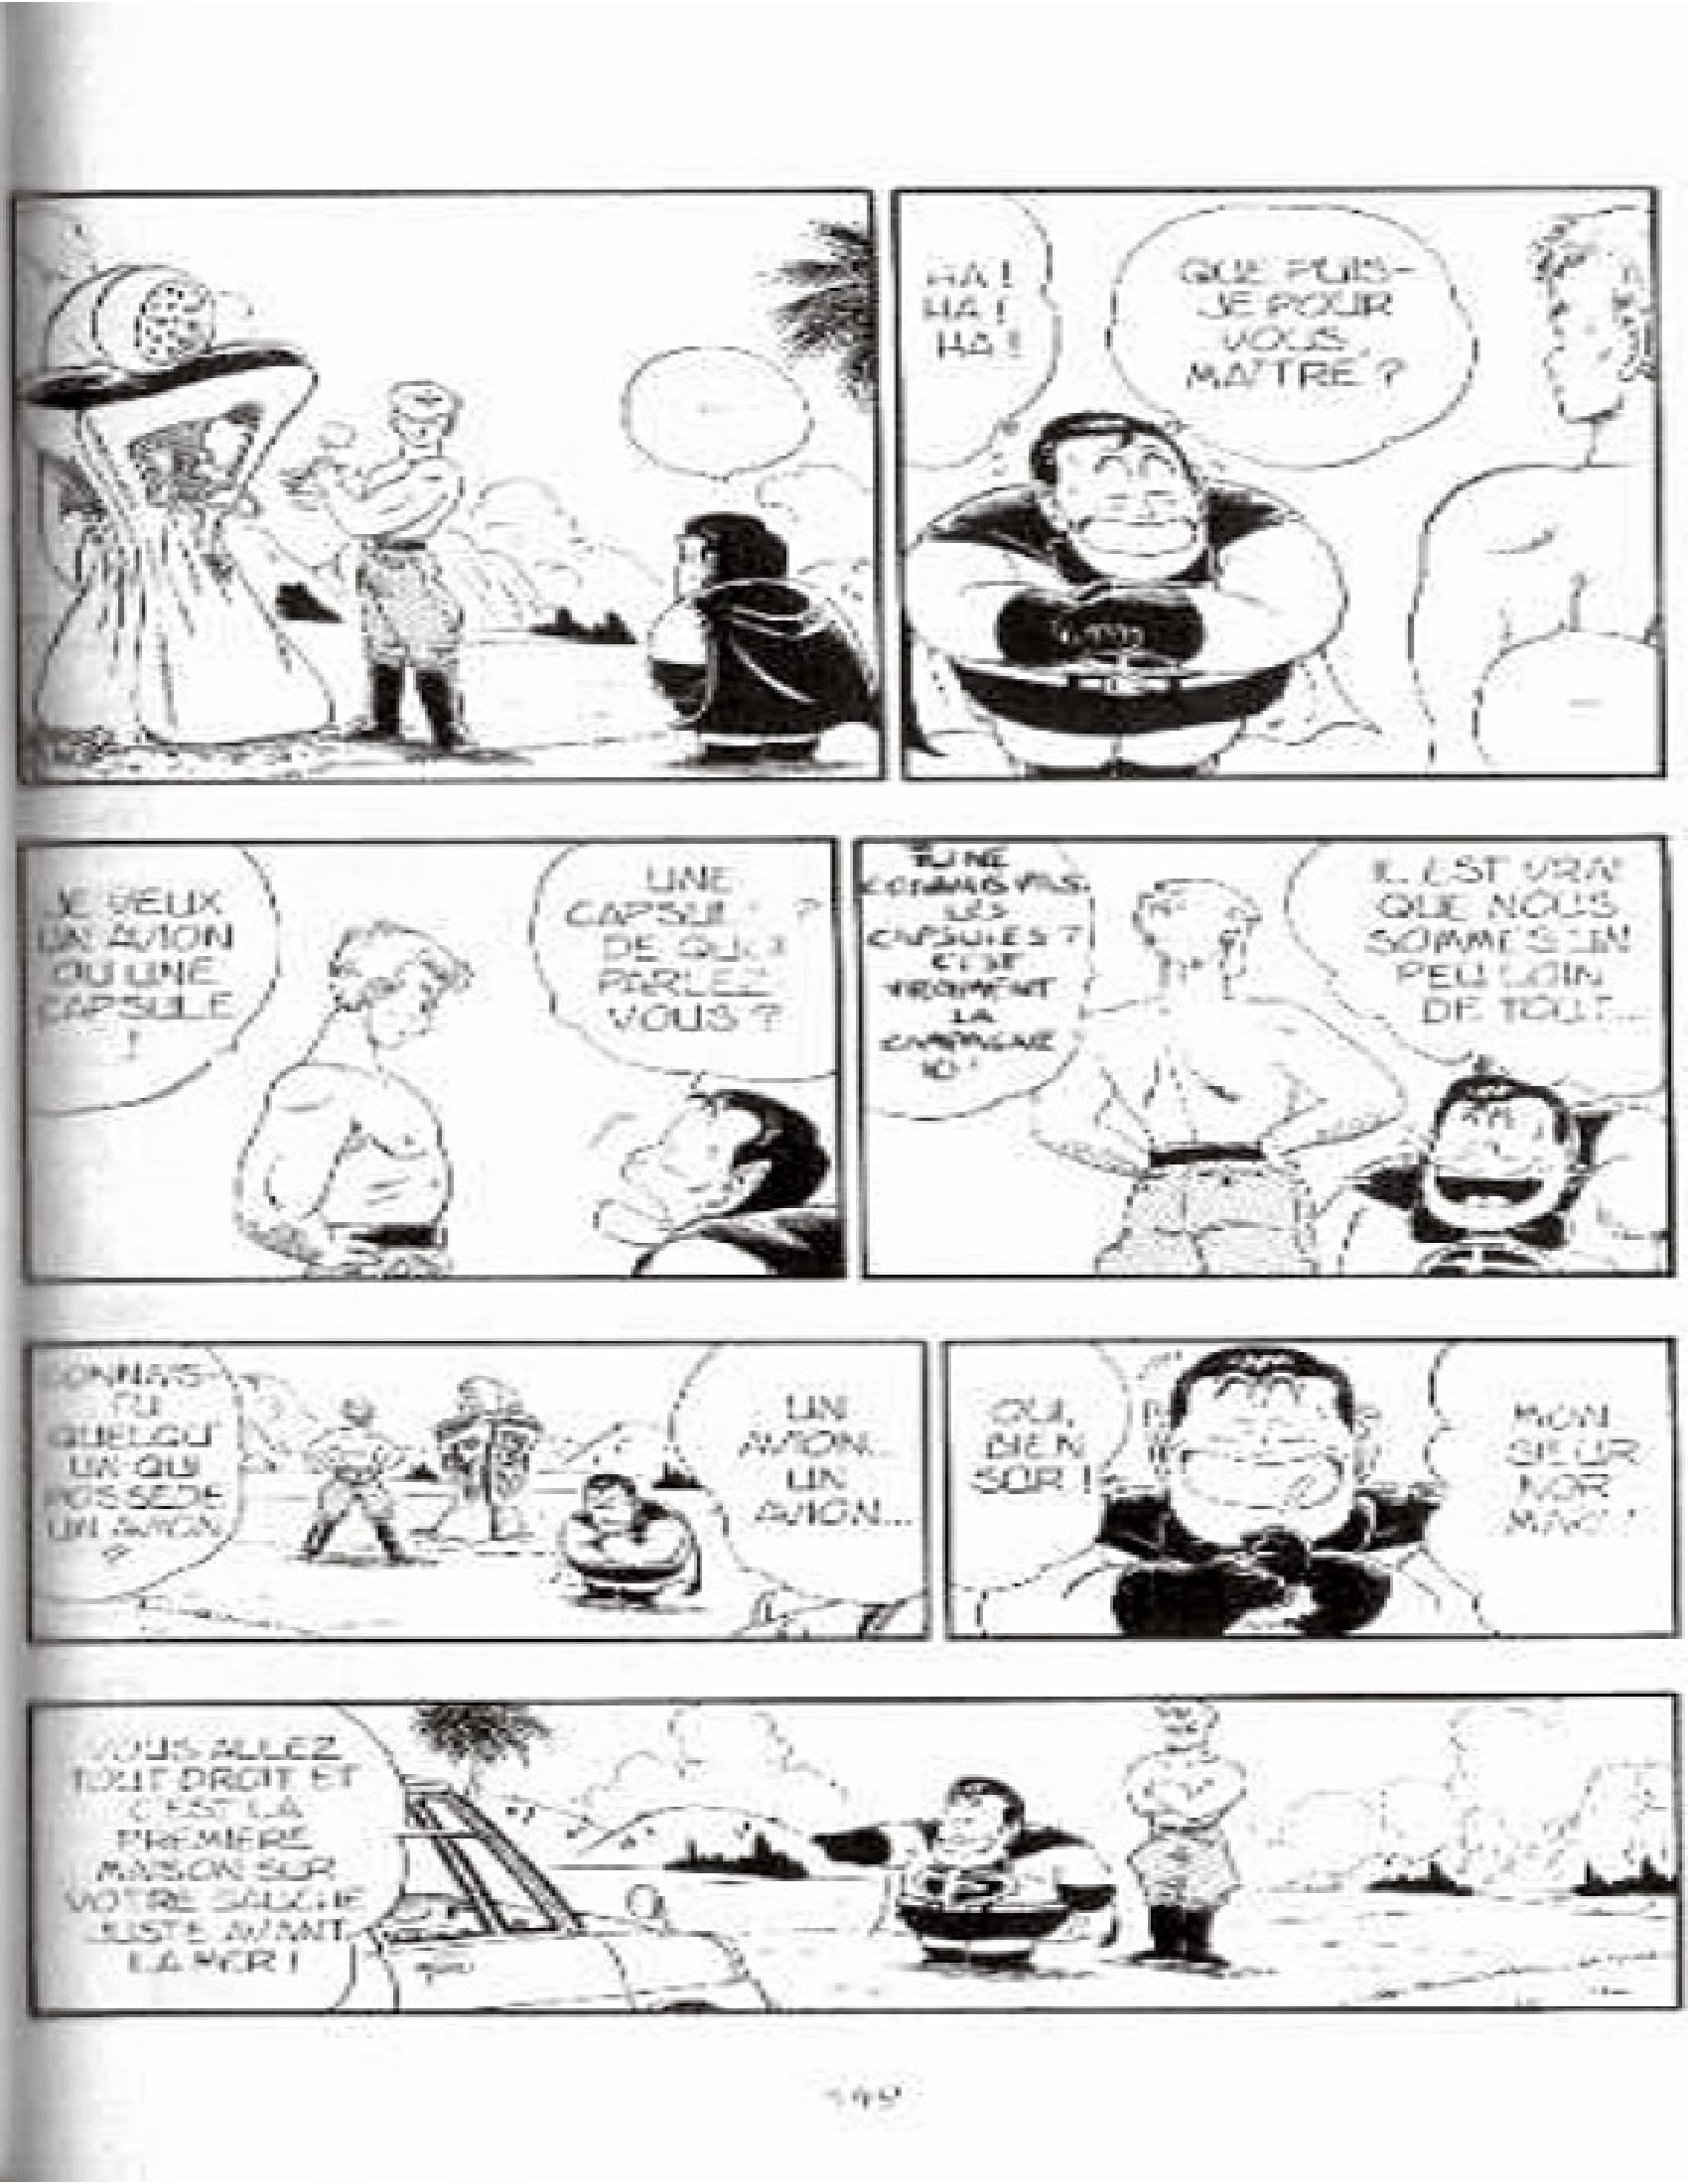 HA !
HA !
HA !
QUE PUIS-
JE POUR
VOUS,
MAÎTRE ?
JE VEUX
UN AVION
OU UNE
CAPSULE
!
UNE
CAPSULE ?
DE QUOI
PARLEZ
VOUS ?
TU NE
CONNAIS PAS
LES
CAPSULES ?
C'EST
VRAIMENT
LA
CAMPAGNE
ICI !
IL EST VRAI
QUE NOUS
SOMMES UN
PEU LOIN
DE TOUT...
CONNAIS-
TU
QUELQU'
UN QUI
POSSEDE
UN AVION
?
UN
AVION...
UN
AVION...
OUI,
BIEN
SÛR !
MON
SIEUR
NOR
MAKI !
VOUS ALLEZ
TOUT DROIT ET
C'EST LA
PREMIERE
MAISON SUR
VOTRE GAUCHE
JUSTE AVANT
LA MER !
149